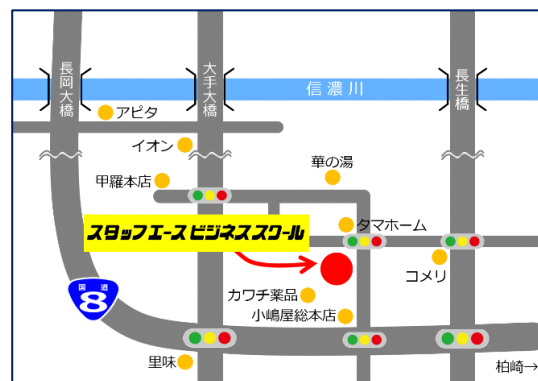 長岡大橋
大手大橋
長生橋
信濃川
アピタ
イオン
華の湯
甲羅本店
スタッフエースビジネススクール
タマホーム
コメリ
国道
8
カワチ薬品
小嶋屋総本店
里味
柏崎→